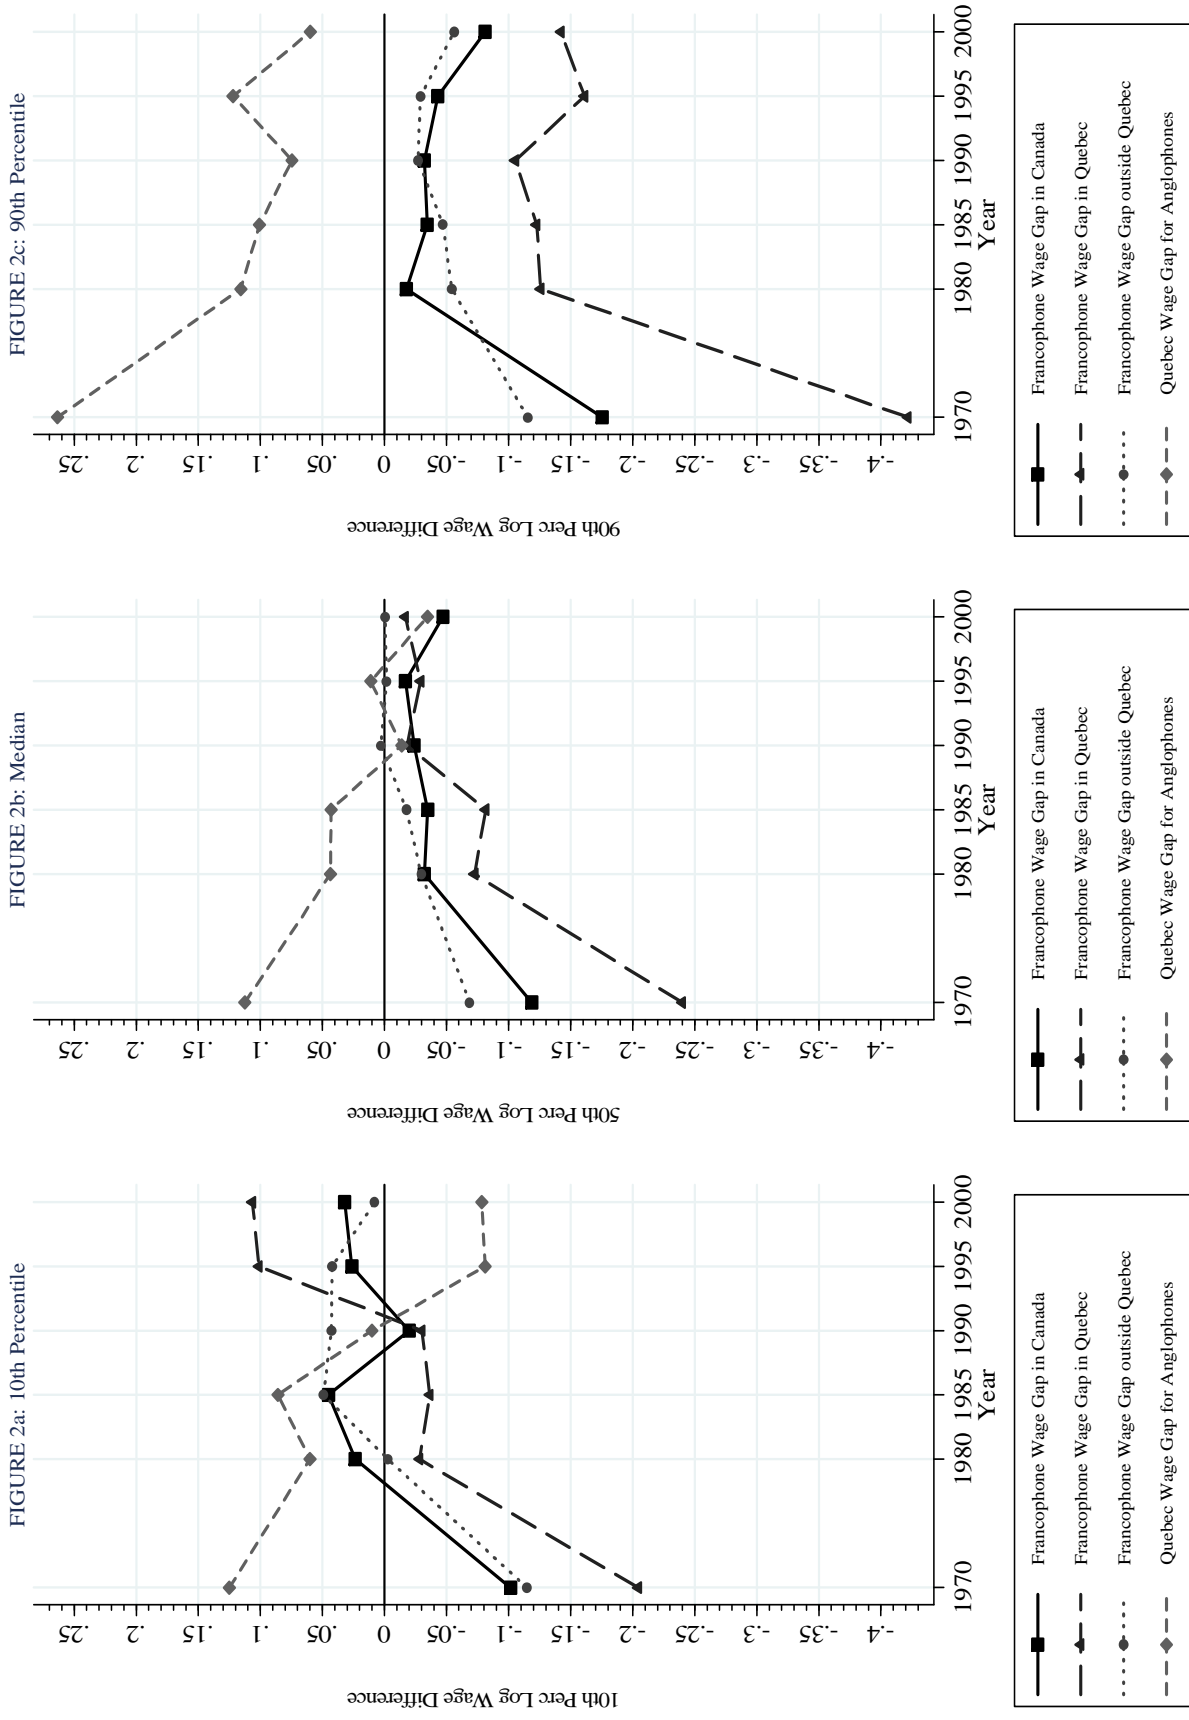 FIGURE 2a: 10th Percentile
10th Perc Log Wage Difference
.25
.2
.15
.1
.05
0
-.05
-.1
-.15
-.2
-.25
-.3
-.35
-.4
1970
1980
1985
1990
1995
2000
Year
Francophone Wage Gap in Canada
Francophone Wage Gap in Quebec
Francophone Wage Gap outside Quebec
Quebec Wage Gap for Anglophones
FIGURE 2b: Median
50th Perc Log Wage Difference
.25
.2
.15
.1
.05
0
-.05
-.1
-.15
-.2
-.25
-.3
-.35
-.4
1970
1980
1985
1990
1995
2000
Year
Francophone Wage Gap in Canada
Francophone Wage Gap in Quebec
Francophone Wage Gap outside Quebec
Quebec Wage Gap for Anglophones
FIGURE 2c: 90th Percentile
90th Perc Log Wage Difference
.25
.2
.15
.1
.05
0
-.05
-.1
-.15
-.2
-.25
-.3
-.35
-.4
1970
1980
1985
1990
1995
2000
Year
Francophone Wage Gap in Canada
Francophone Wage Gap in Quebec
Francophone Wage Gap outside Quebec
Quebec Wage Gap for Anglophones